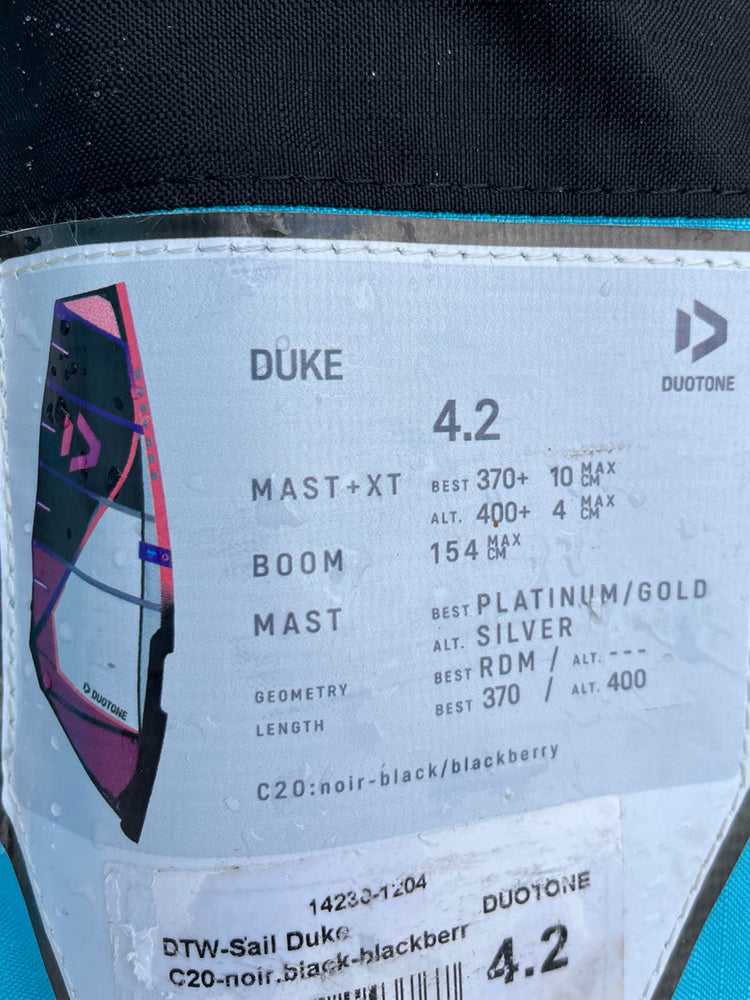 DUKE
DUOTONE
4.2
MAST+XT BEST 370+ 10 MAX CM
ALT. 400+ 4 MAX CM
BOOM 154 MAX CM
MAST BEST PLATINUM/GOLD
ALT. SILVER
GEOMETRY BEST RDM / ALT. ---
LENGTH BEST 370 / ALT. 400
C20:noir-black/blackberry
DUOTONE
DUOTONE
DTW-Sail Duke
C20-noir.black-blackberr
4.2